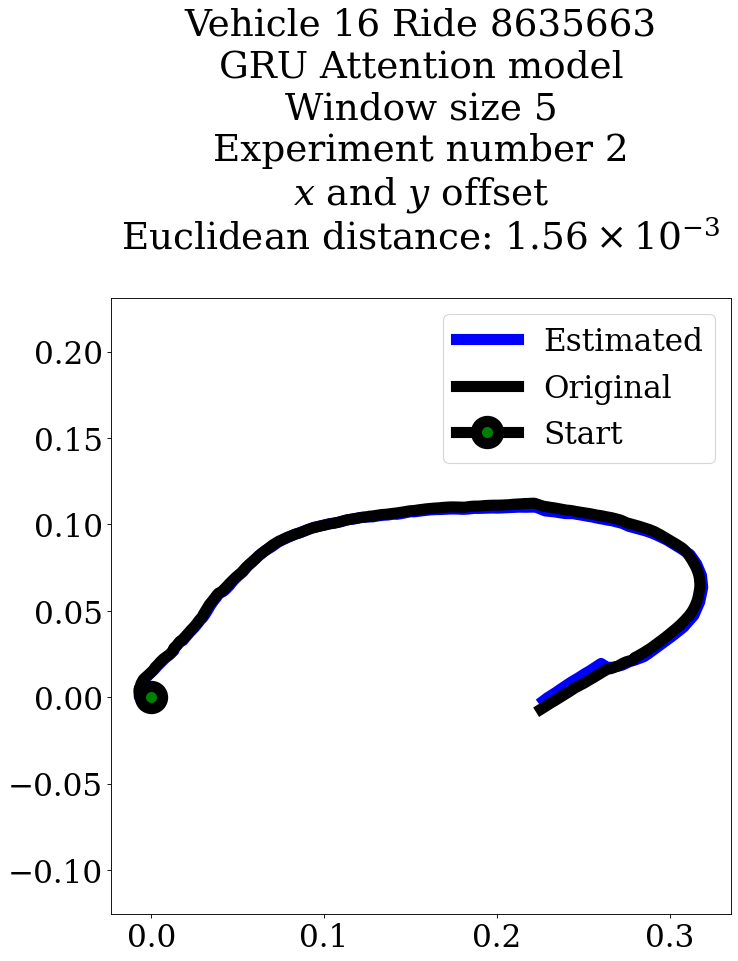 Vehicle 16 Ride 8635663
GRU Attention model
Window size 5
Experiment number 2
x and y offset
Euclidean distance: 1.56 × 10⁻³
Estimated
Original
Start
0.20
0.15
0.10
0.05
0.00
−0.05
−0.10
0.0 0.1 0.2 0.3